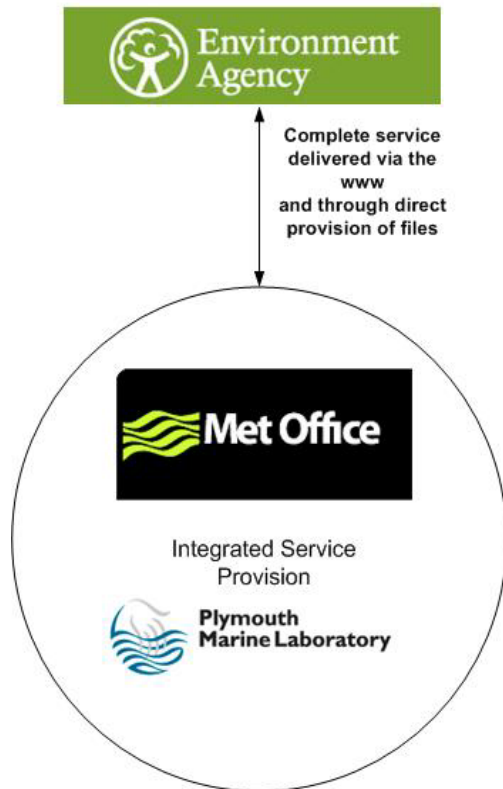 Environment
Agency
Complete service
delivered via the
www
and through direct
provision of files
Met Office
Integrated Service
Provision
Plymouth
Marine Laboratory